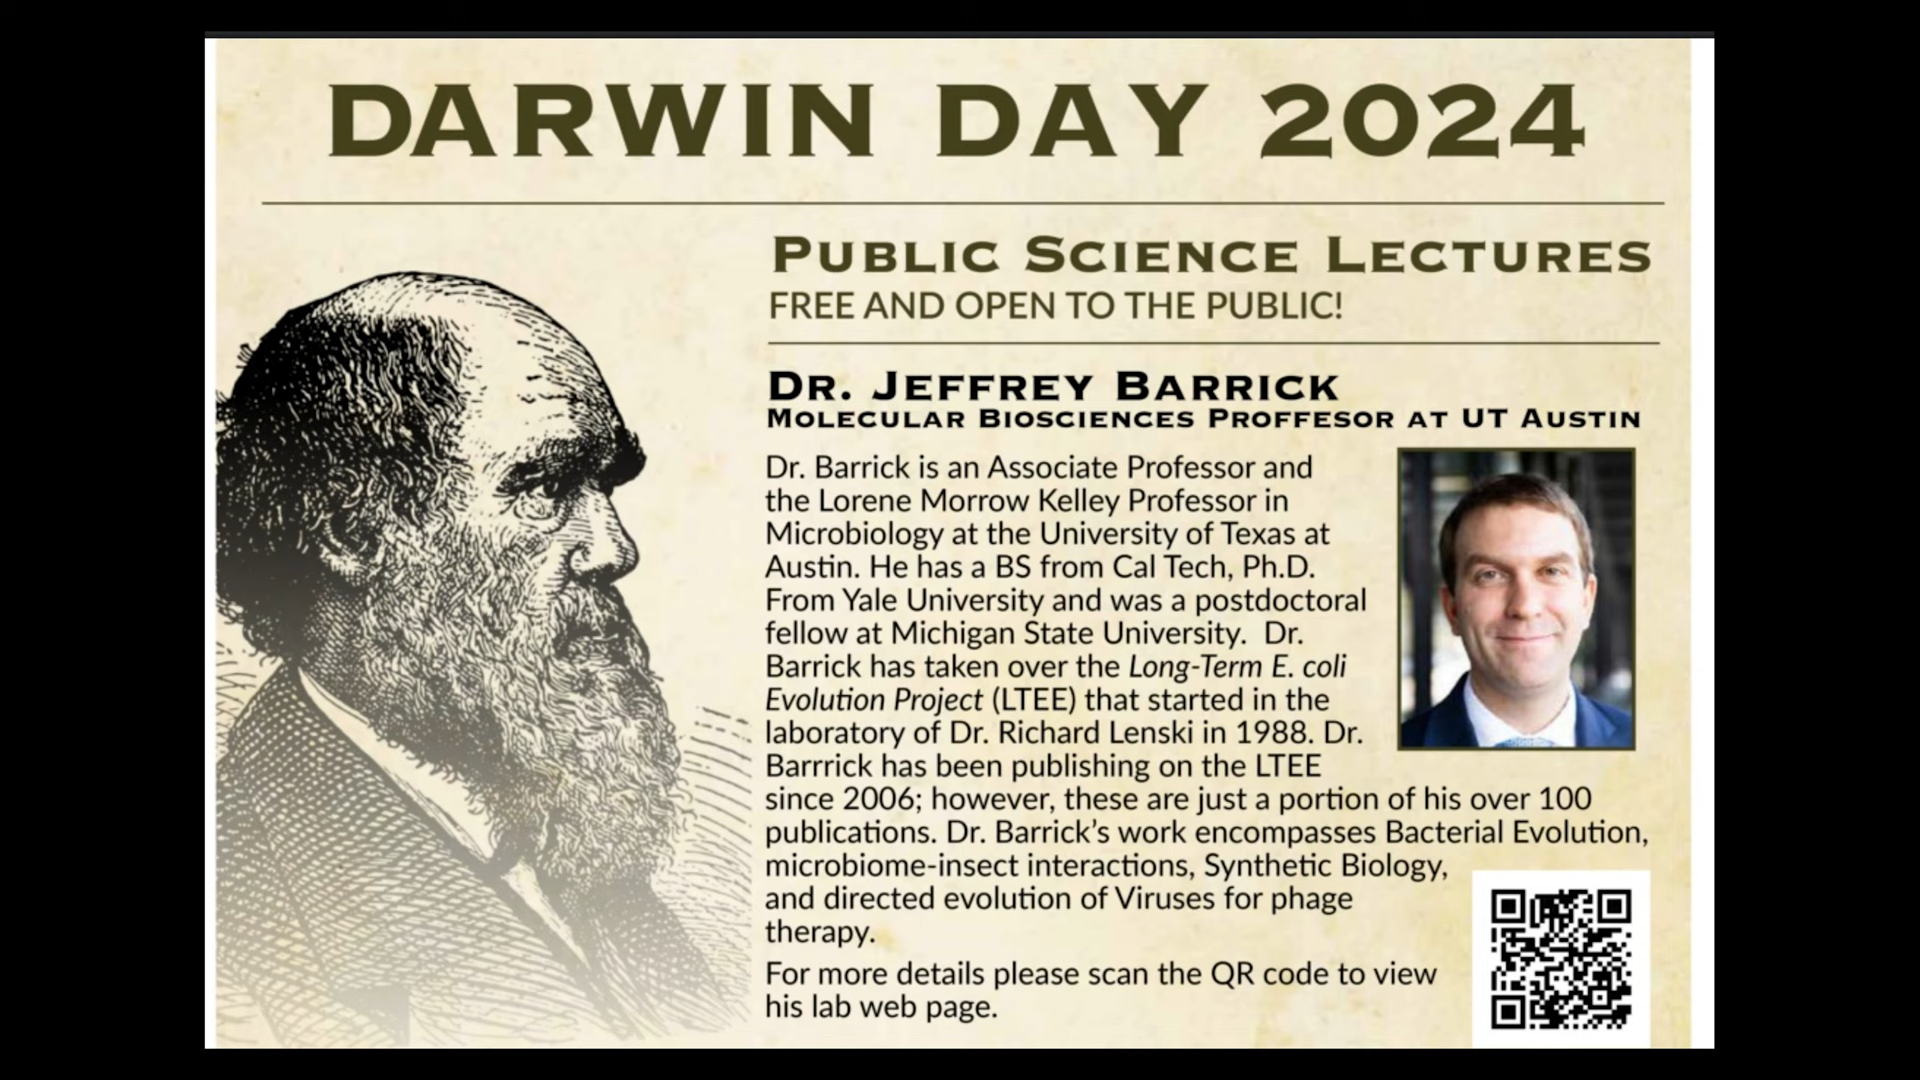 DARWIN DAY 2024
PUBLIC SCIENCE LECTURES
FREE AND OPEN TO THE PUBLIC!
DR. JEFFREY BARRICK
MOLECULAR BIOSCIENCES PROFFESOR AT UT AUSTIN
Dr. Barrick is an Associate Professor and
the Lorene Morrow Kelley Professor in
Microbiology at the University of Texas at
Austin. He has a BS from Cal Tech, Ph.D.
From Yale University and was a postdoctoral
fellow at Michigan State University. Dr.
Barrick has taken over the Long-Term E. coli
Evolution Project (LTEE) that started in the
laboratory of Dr. Richard Lenski in 1988. Dr.
Barrrick has been publishing on the LTEE
since 2006; however, these are just a portion of his over 100
publications. Dr. Barrick's work encompasses Bacterial Evolution,
microbiome-insect interactions, Synthetic Biology,
and directed evolution of Viruses for phage
therapy.
For more details please scan the QR code to view
his lab web page.